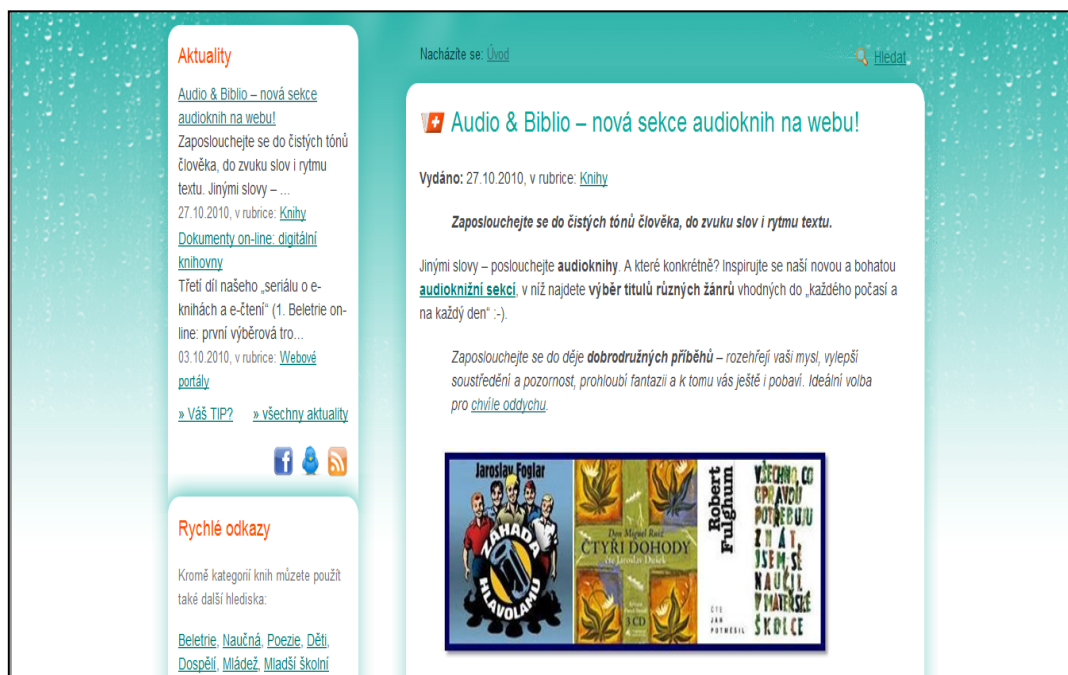 Aktuality
Audio & Biblio – nová sekce
audioknih na webu!
Zaposlouchejte se do čistých tónů
člověka, do zvuku slov i rytmu
textu. Jinými slovy – ...
27.10.2010, v rubrice: Knihy
Dokumenty on-line: digitální
knihovny
Třetí díl našeho „seriálu o e-
knihách a e-čtení“ (1. Beletrie on-
line: první výběrová tro...
03.10.2010, v rubrice: Webové
portály
» Váš TIP? » všechny aktuality
Rychlé odkazy
Kromě kategorií knih můzete použít
také další hlediska:
Beletrie, Naučná, Poezie, Děti,
Dospělí, Mládež, Mladší školní
Nacházíte se: Úvod
Hledat
Audio & Biblio – nová sekce audioknih na webu!
Vydáno: 27.10.2010, v rubrice: Knihy
Zaposlouchejte se do čistých tónů člověka, do zvuku slov i rytmu textu.
Jinými slovy – poslouchejte audioknihy. A které konkrétně? Inspirujte se naší novou a bohatou
audioknižní sekcí, v níž najdete výběr titulů různých žánrů vhodných do „každého počasí a
na každý den“ :-).
Zaposlouchejte se do děje dobrodružných příběhů – rozehřejí vaši mysl, vylepší
soustředění a pozornost, prohloubí fantazii a k tomu vás ještě i pobaví. Ideální volba
pro chvíle oddychu.
Jaroslav Foglar
ZÁHADA
HLAVOLAMU
Don Miguel Ruiz
ČTYŘI DOHODY
čte Jaroslav Dušek
3 CD
Robert
Fulghum
ČTE
JAN
POTMĚŠIL
VŠECHNO, CO
OPRAVDU
POTŘEBUJU
ZNÁT,
JSEM SE
NAUČIL
V MATEŘSKÉ
ŠKOLCE